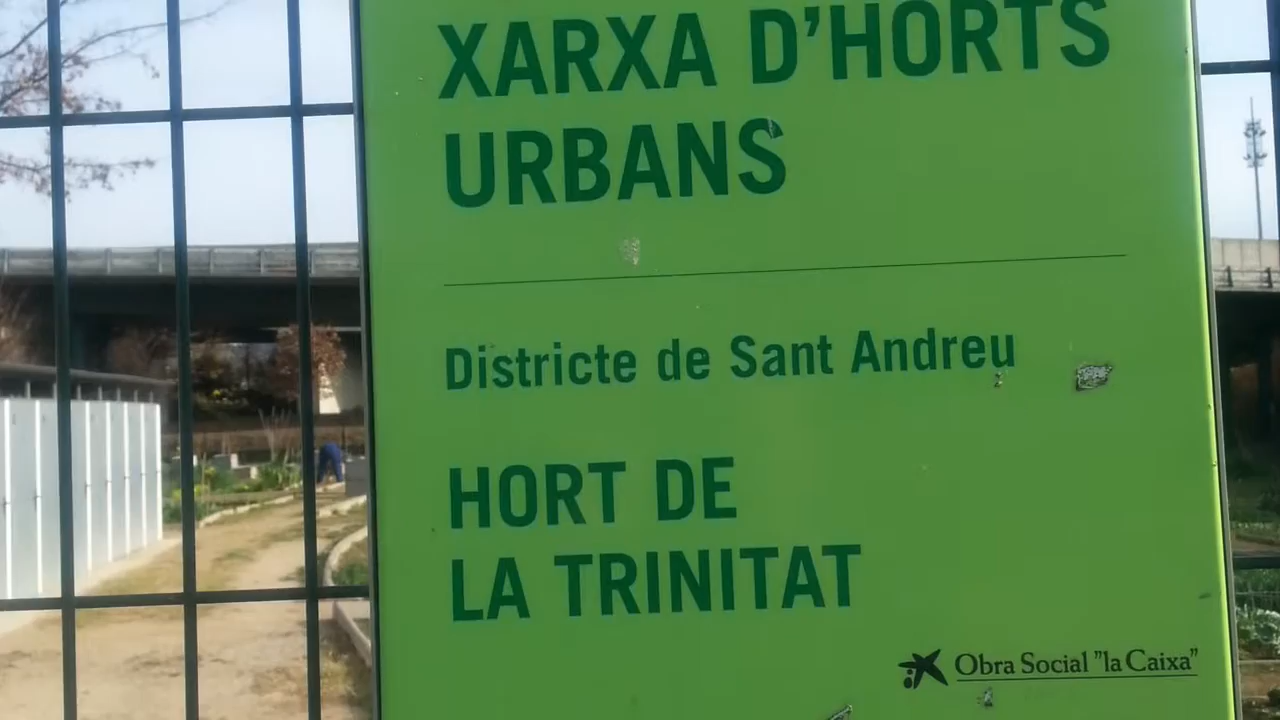 XARXA D'HORTS
URBANS
Districte de Sant Andreu
HORT DE
LA TRINITAT
Obra Social "la Caixa"